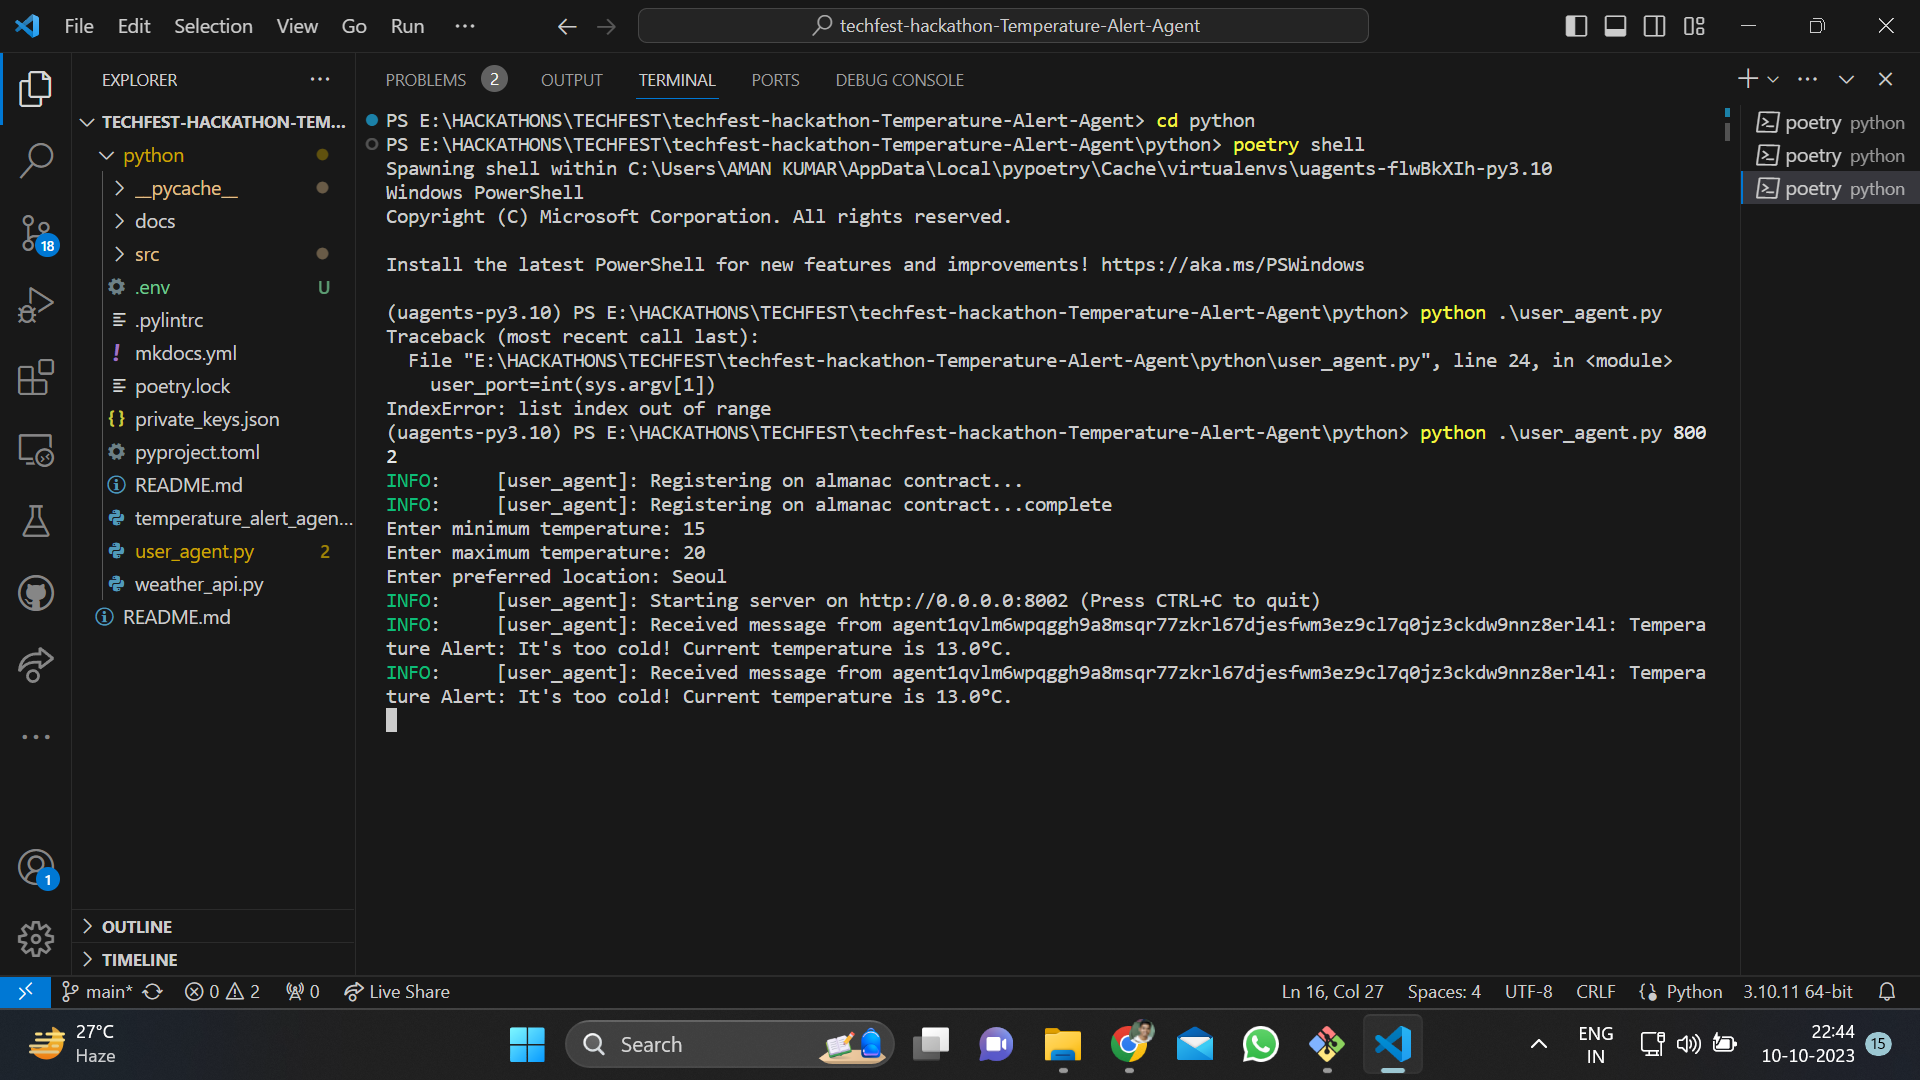 File Edit Selection View Go Run
techfest-hackathon-Temperature-Alert-Agent
EXPLORER
TECHFEST-HACKATHON-TEM...
python
__pycache__
docs
src
.env U
.pylintrc
mkdocs.yml
poetry.lock
private_keys.json
pyproject.toml
README.md
temperature_alert_agen...
user_agent.py 2
weather_api.py
README.md
OUTLINE
TIMELINE
18
1
PROBLEMS 2 OUTPUT TERMINAL PORTS DEBUG CONSOLE
PS E:\HACKATHONS\TECHFEST\techfest-hackathon-Temperature-Alert-Agent> cd python
PS E:\HACKATHONS\TECHFEST\techfest-hackathon-Temperature-Alert-Agent\python> poetry shell
Spawning shell within C:\Users\AMAN KUMAR\AppData\Local\pypoetry\Cache\virtualenvs\uagents-flwBkXIh-py3.10
Windows PowerShell
Copyright (C) Microsoft Corporation. All rights reserved.
Install the latest PowerShell for new features and improvements! https://aka.ms/PSWindows
(uagents-py3.10) PS E:\HACKATHONS\TECHFEST\techfest-hackathon-Temperature-Alert-Agent\python> python .\user_agent.py
Traceback (most recent call last):
File "E:\HACKATHONS\TECHFEST\techfest-hackathon-Temperature-Alert-Agent\python\user_agent.py", line 24, in <module>
user_port=int(sys.argv[1])
IndexError: list index out of range
(uagents-py3.10) PS E:\HACKATHONS\TECHFEST\techfest-hackathon-Temperature-Alert-Agent\python> python .\user_agent.py 800
2
INFO: [user_agent]: Registering on almanac contract...
INFO: [user_agent]: Registering on almanac contract...complete
Enter minimum temperature: 15
Enter maximum temperature: 20
Enter preferred location: Seoul
INFO: [user_agent]: Starting server on http://0.0.0.0:8002 (Press CTRL+C to quit)
INFO: [user_agent]: Received message from agent1qvlm6wpqggh9a8msqr77zkrl67djesfwm3ez9cl7q0jz3ckdw9nnz8erl4l: Tempera
ture Alert: It's too cold! Current temperature is 13.0°C.
INFO: [user_agent]: Received message from agent1qvlm6wpqggh9a8msqr77zkrl67djesfwm3ez9cl7q0jz3ckdw9nnz8erl4l: Tempera
ture Alert: It's too cold! Current temperature is 13.0°C.
poetry python
poetry python
poetry python
main* 0 2 0 Live Share Ln 16, Col 27 Spaces: 4 UTF-8 CRLF Python 3.10.11 64-bit
27°C
Haze
Search
ENG
IN
22:44
10-10-2023
15